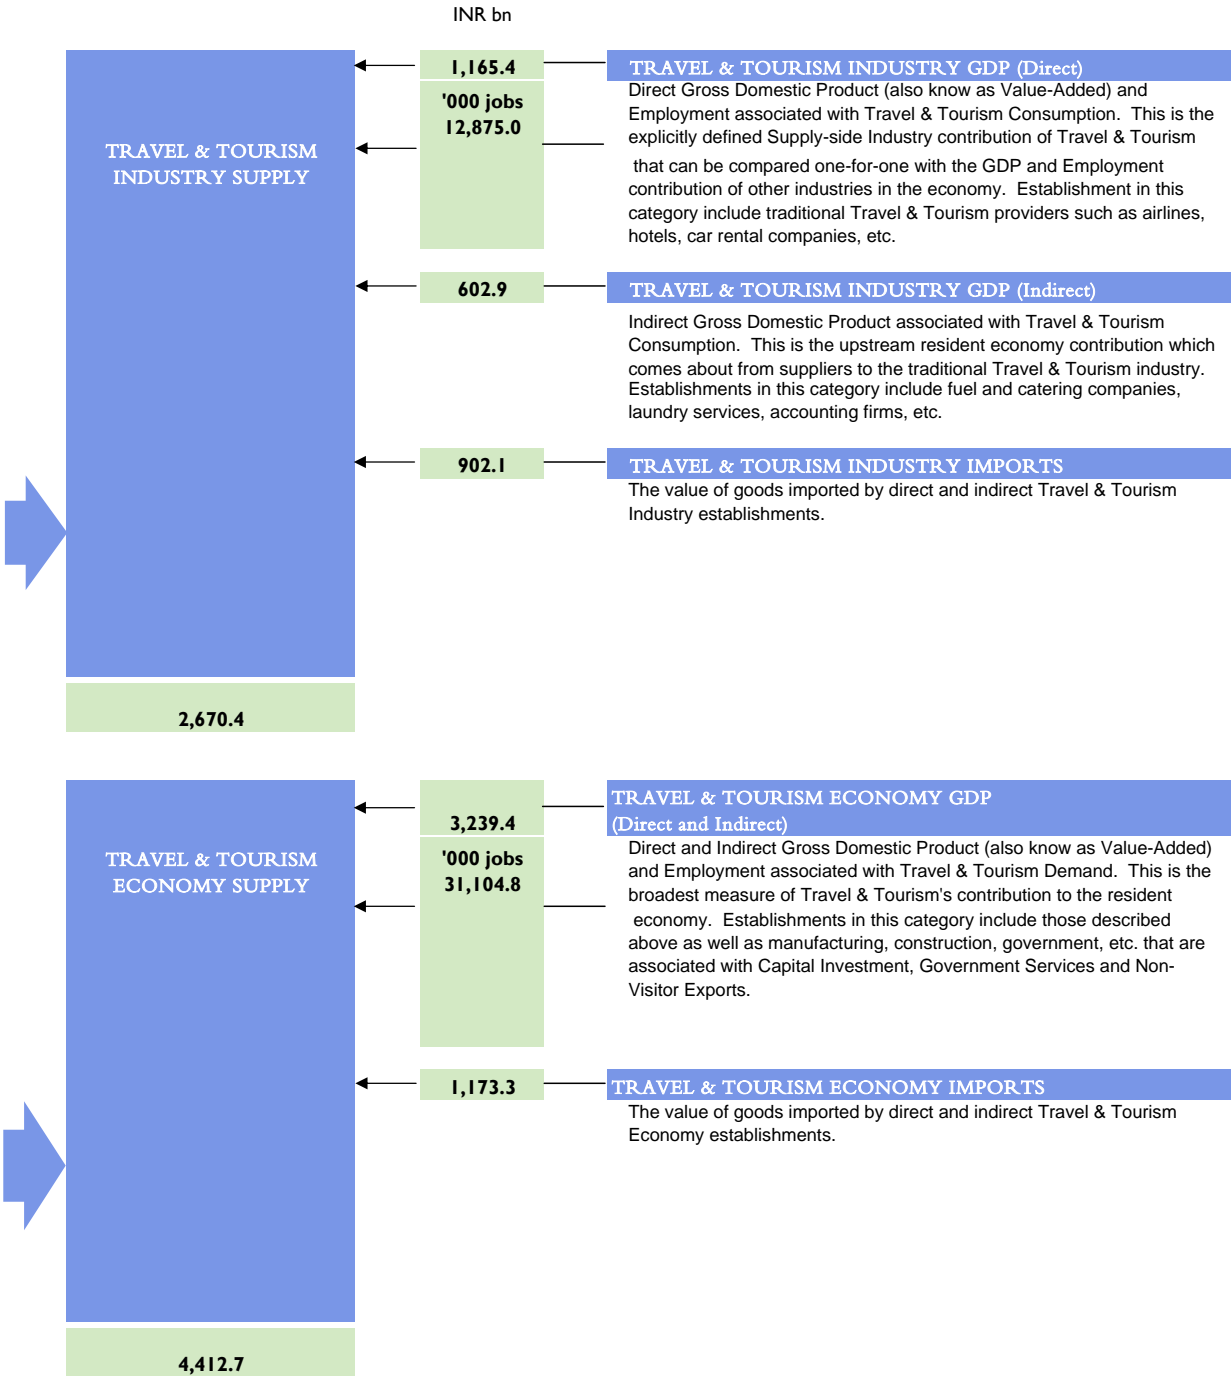 INR bn
1,165.4
TRAVEL & TOURISM INDUSTRY GDP (Direct)
'000 jobs
12,875.0
Direct Gross Domestic Product (also know as Value-Added) and
Employment associated with Travel & Tourism Consumption. This is the
explicitly defined Supply-side Industry contribution of Travel & Tourism
that can be compared one-for-one with the GDP and Employment
contribution of other industries in the economy. Establishment in this
category include traditional Travel & Tourism providers such as airlines,
hotels, car rental companies, etc.
TRAVEL & TOURISM
INDUSTRY SUPPLY
602.9
TRAVEL & TOURISM INDUSTRY GDP (Indirect)
Indirect Gross Domestic Product associated with Travel & Tourism
Consumption. This is the upstream resident economy contribution which
comes about from suppliers to the traditional Travel & Tourism industry.
Establishments in this category include fuel and catering companies,
laundry services, accounting firms, etc.
902.1
TRAVEL & TOURISM INDUSTRY IMPORTS
The value of goods imported by direct and indirect Travel & Tourism
Industry establishments.
2,670.4
3,239.4
TRAVEL & TOURISM ECONOMY GDP
(Direct and Indirect)
'000 jobs
31,104.8
Direct and Indirect Gross Domestic Product (also know as Value-Added)
and Employment associated with Travel & Tourism Demand. This is the
broadest measure of Travel & Tourism's contribution to the resident
economy. Establishments in this category include those described
above as well as manufacturing, construction, government, etc. that are
associated with Capital Investment, Government Services and Non-
Visitor Exports.
TRAVEL & TOURISM
ECONOMY SUPPLY
1,173.3
TRAVEL & TOURISM ECONOMY IMPORTS
The value of goods imported by direct and indirect Travel & Tourism
Economy establishments.
4,412.7